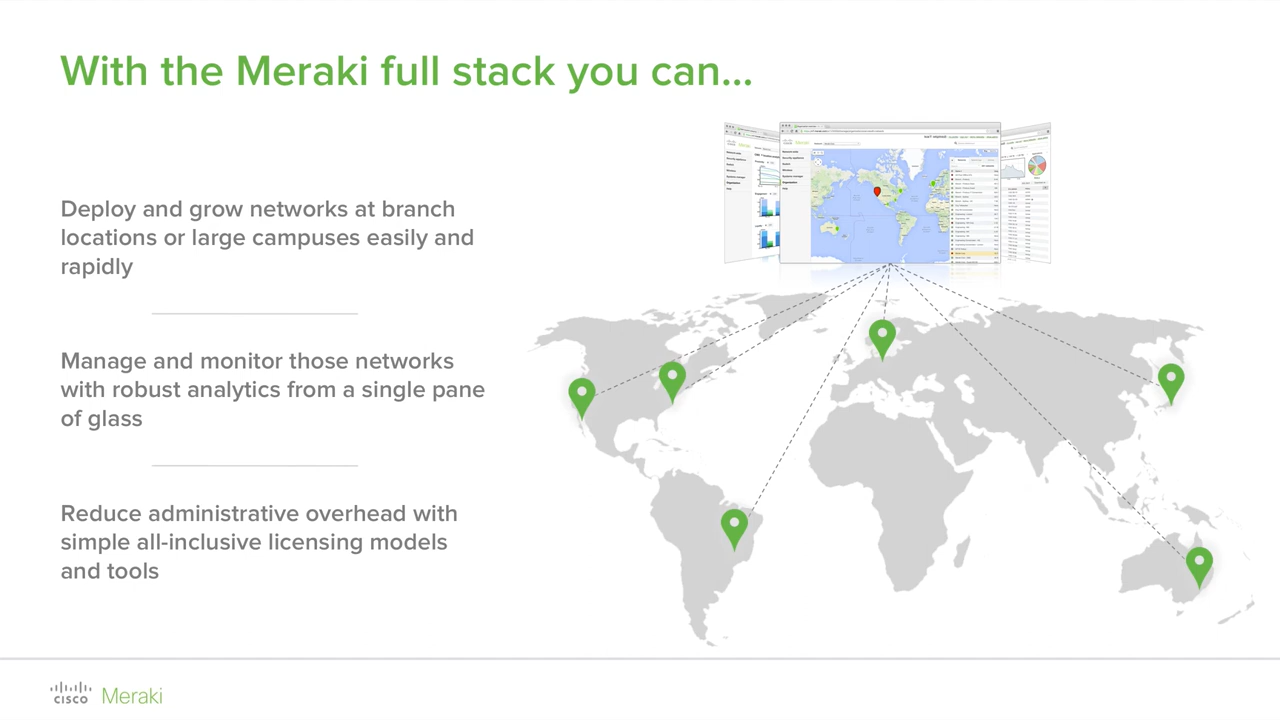 With the Meraki full stack you can...
Deploy and grow networks at branch
locations or large campuses easily and
rapidly
Manage and monitor those networks
with robust analytics from a single pane
of glass
Reduce administrative overhead with
simple all-inclusive licensing models
and tools
cisco Meraki